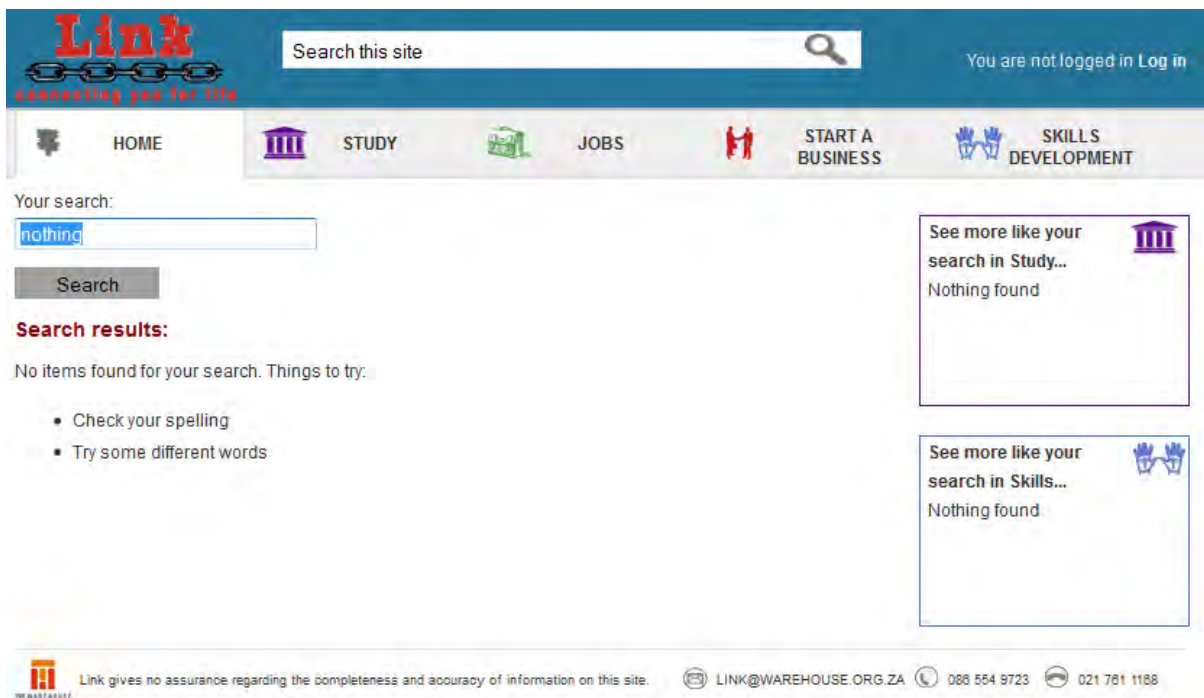 Link
connecting you for life
Search this site
You are not logged in Log in
HOME
STUDY
JOBS
START A
BUSINESS
SKILLS
DEVELOPMENT
Your search:
nothing
Search
Search results:
No items found for your search. Things to try:
• Check your spelling
• Try some different words
See more like your
search in Study...
Nothing found
See more like your
search in Skills...
Nothing found
THE WAREHOUSE
Link gives no assurance regarding the completeness and accuracy of information on this site.
LINK@WAREHOUSE.ORG.ZA
086 554 9723
021 761 1168